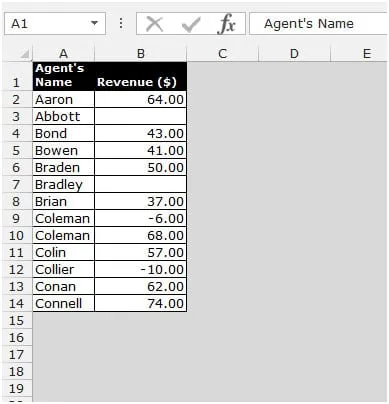 A1 fx Agent's Name
A B C D E
1 Agent's
Name Revenue ($)
2 Aaron 64.00
3 Abbott
4 Bond 43.00
5 Bowen 41.00
6 Braden 50.00
7 Bradley
8 Brian 37.00
9 Coleman -6.00
10 Coleman 68.00
11 Colin 57.00
12 Collier -10.00
13 Conan 62.00
14 Connell 74.00
15
16
17
18
19